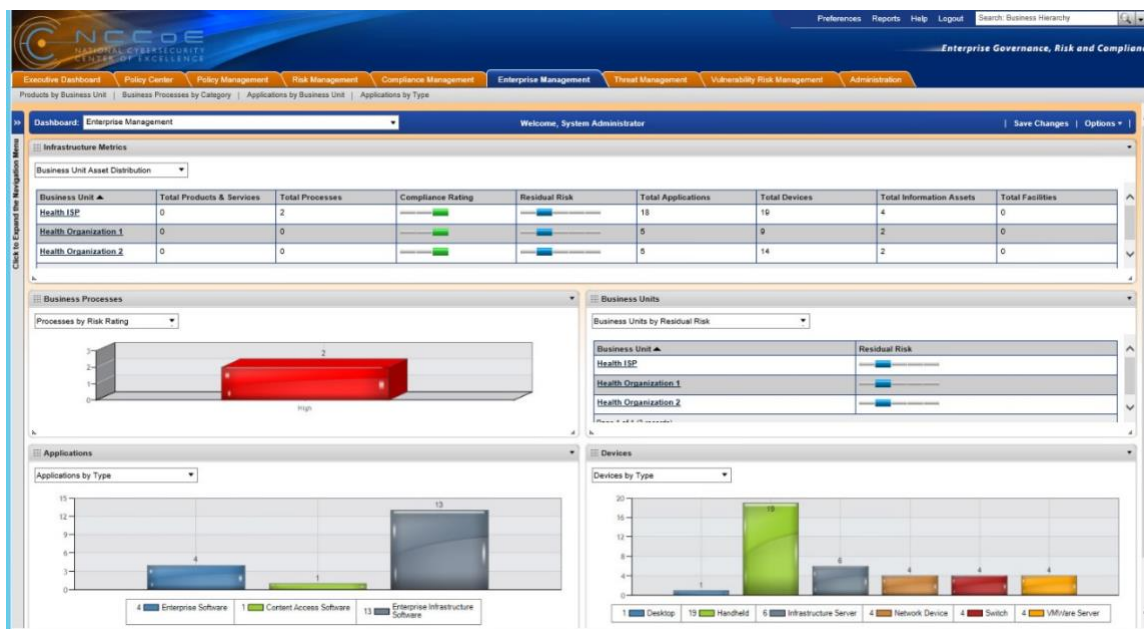 Preferences Reports Help Logout Search: Business Hierarchy
NCCoE
NATIONAL CYBERSECURITY
CENTER OF EXCELLENCE
Enterprise Governance, Risk and Complianc
Executive Dashboard Policy Center Policy Management Risk Management Compliance Management Enterprise Management Threat Management Vulnerability Risk Management Administration
Products by Business Unit | Business Processes by Category | Applications by Business Unit | Applications by Type
Dashboard: Enterprise Management Welcome, System Administrator | Save Changes | Options |
Click to Expand the Navigation Menu
Infrastructure Metrics
Business Unit Asset Distribution
Business Unit Total Products & Services Total Processes Compliance Rating Residual Risk Total Applications Total Devices Total Information Assets Total Facilities
Health ISP 0 2 18 19 4 0
Health Organization 1 0 0 5 9 2 0
Health Organization 2 0 0 5 14 2 0
Business Processes
Processes by Risk Rating
2
3
2
1
0
High
Business Units
Business Units by Residual Risk
Business Unit Residual Risk
Health ISP
Health Organization 1
Health Organization 2
Applications
Applications by Type
15
12
9
6
3
0
4
1
13
4 Enterprise Software 1 Content Access Software 13 Enterprise Infrastructure
Software
Devices
Devices by Type
20
16
12
8
4
0
1
19
6
4
4
4
1 Desktop 19 Handheld 6 Infrastructure Server 4 Network Device 4 Switch 4 VMWare Server